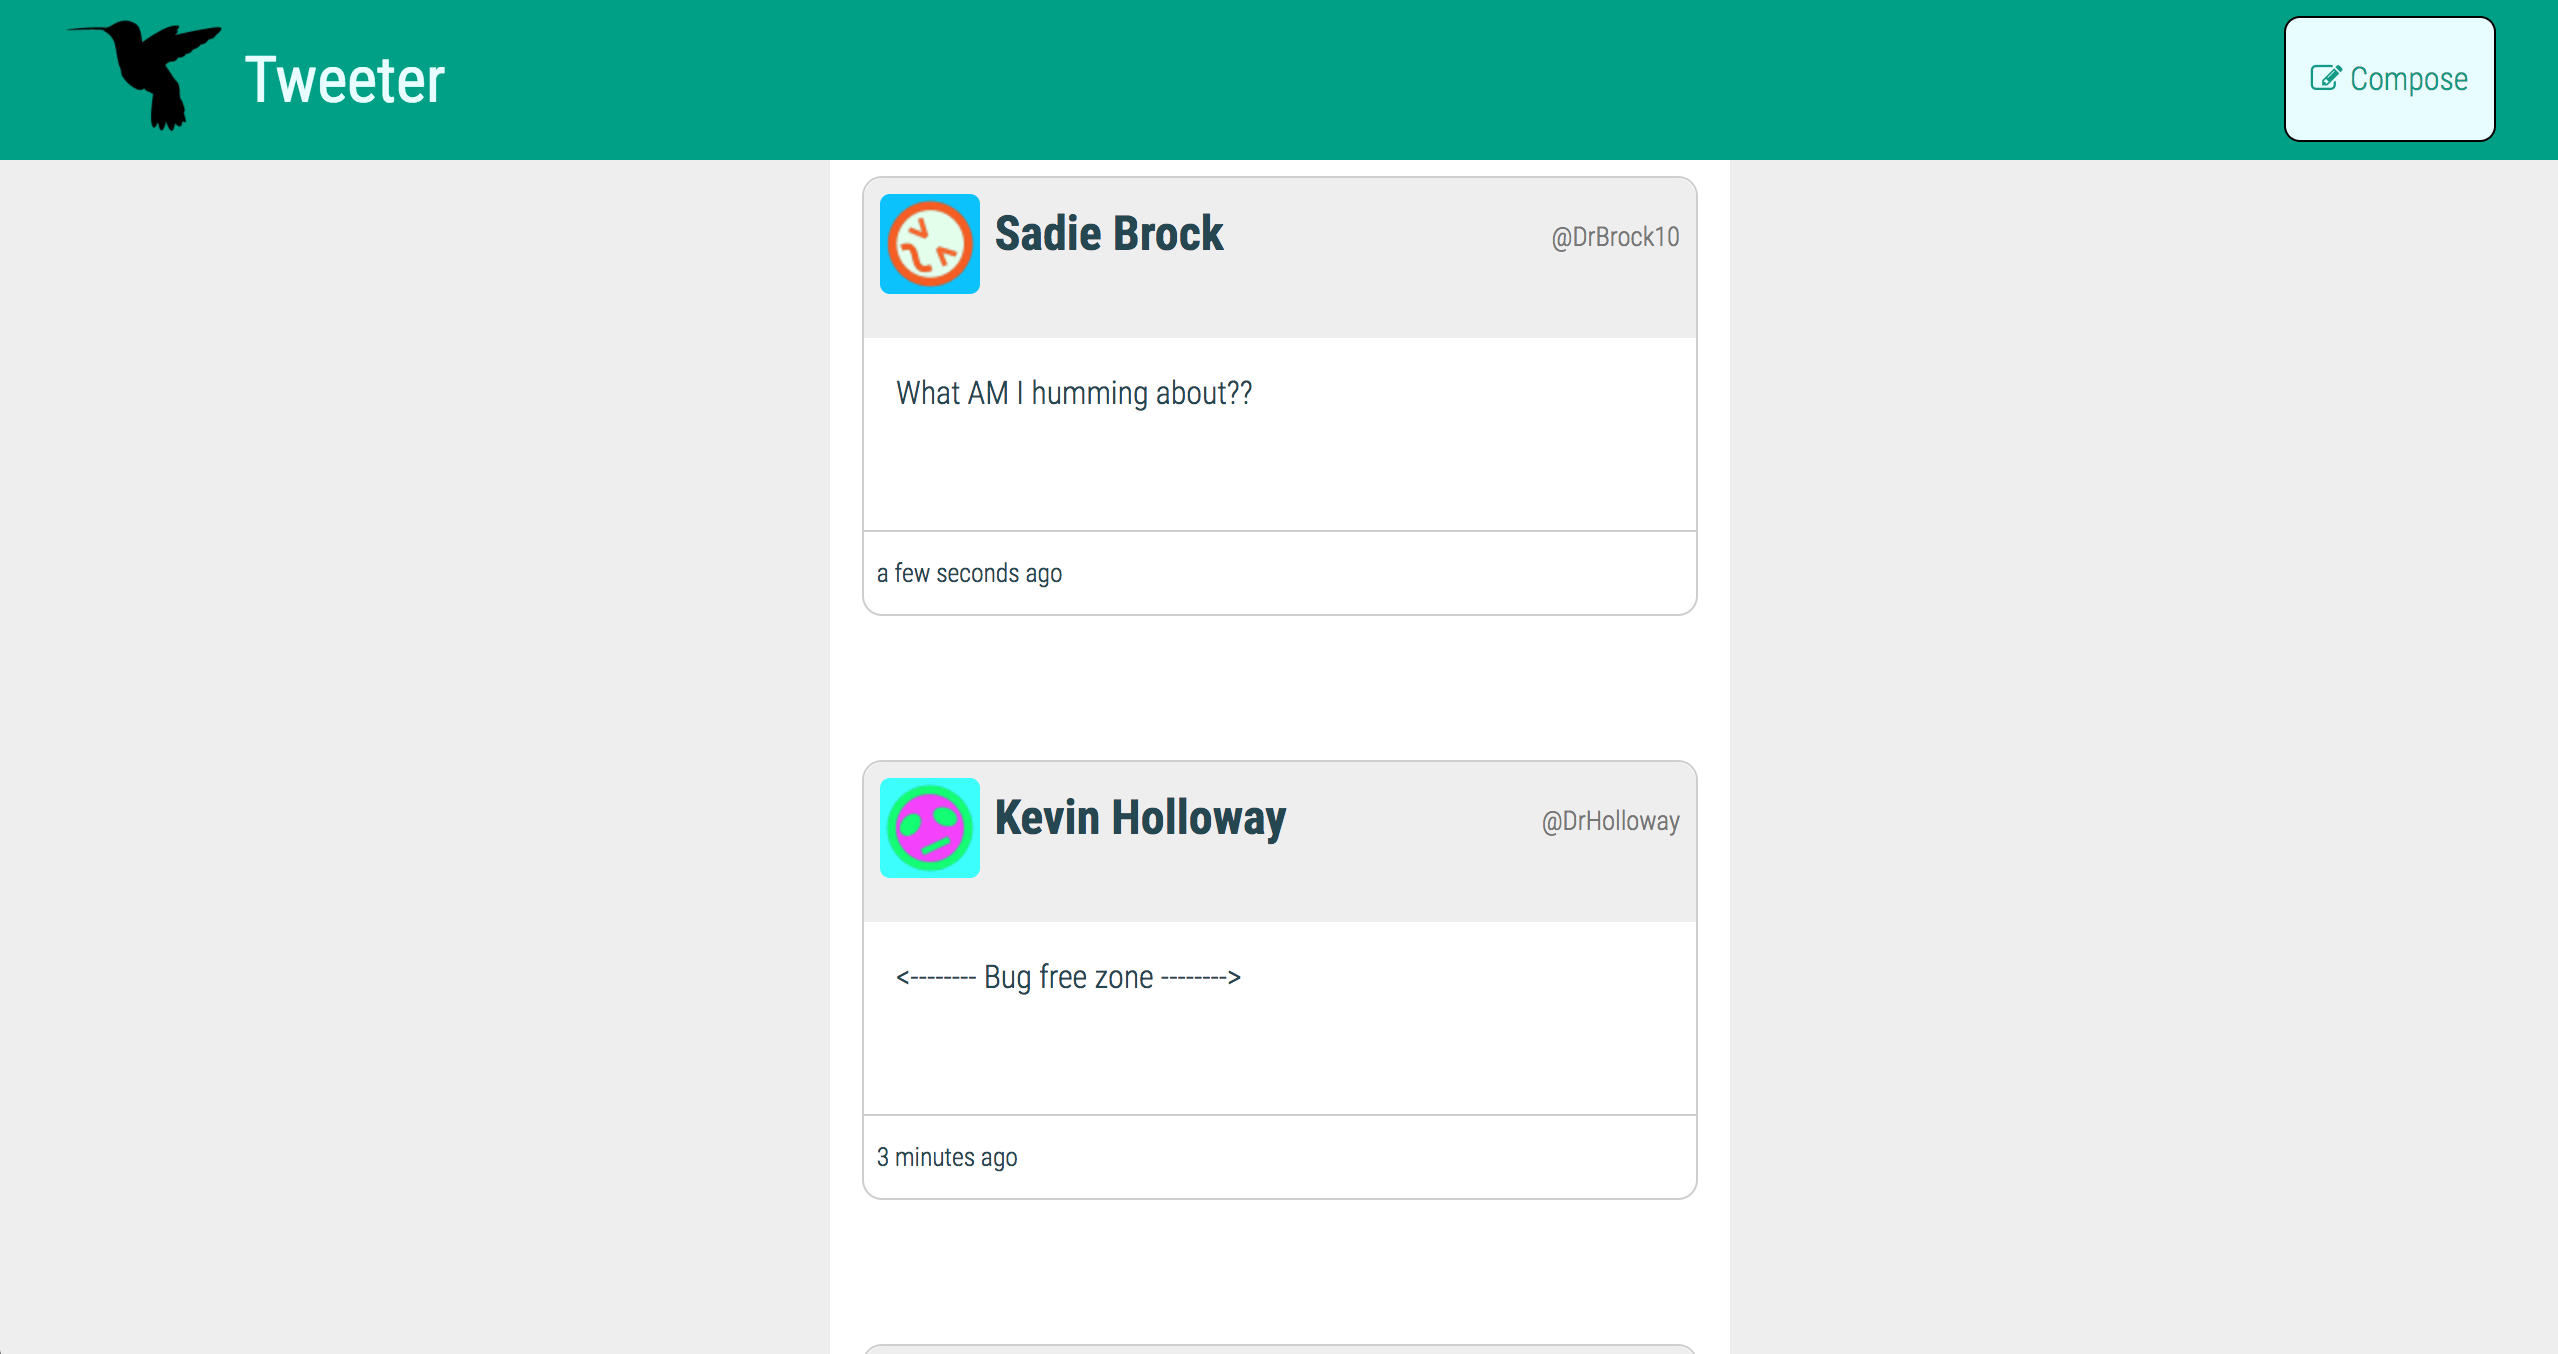 Tweeter
Compose
Sadie Brock
@DrBrock10
What AM I humming about??
a few seconds ago
Kevin Holloway
@DrHolloway
<-------- Bug free zone -------->
3 minutes ago